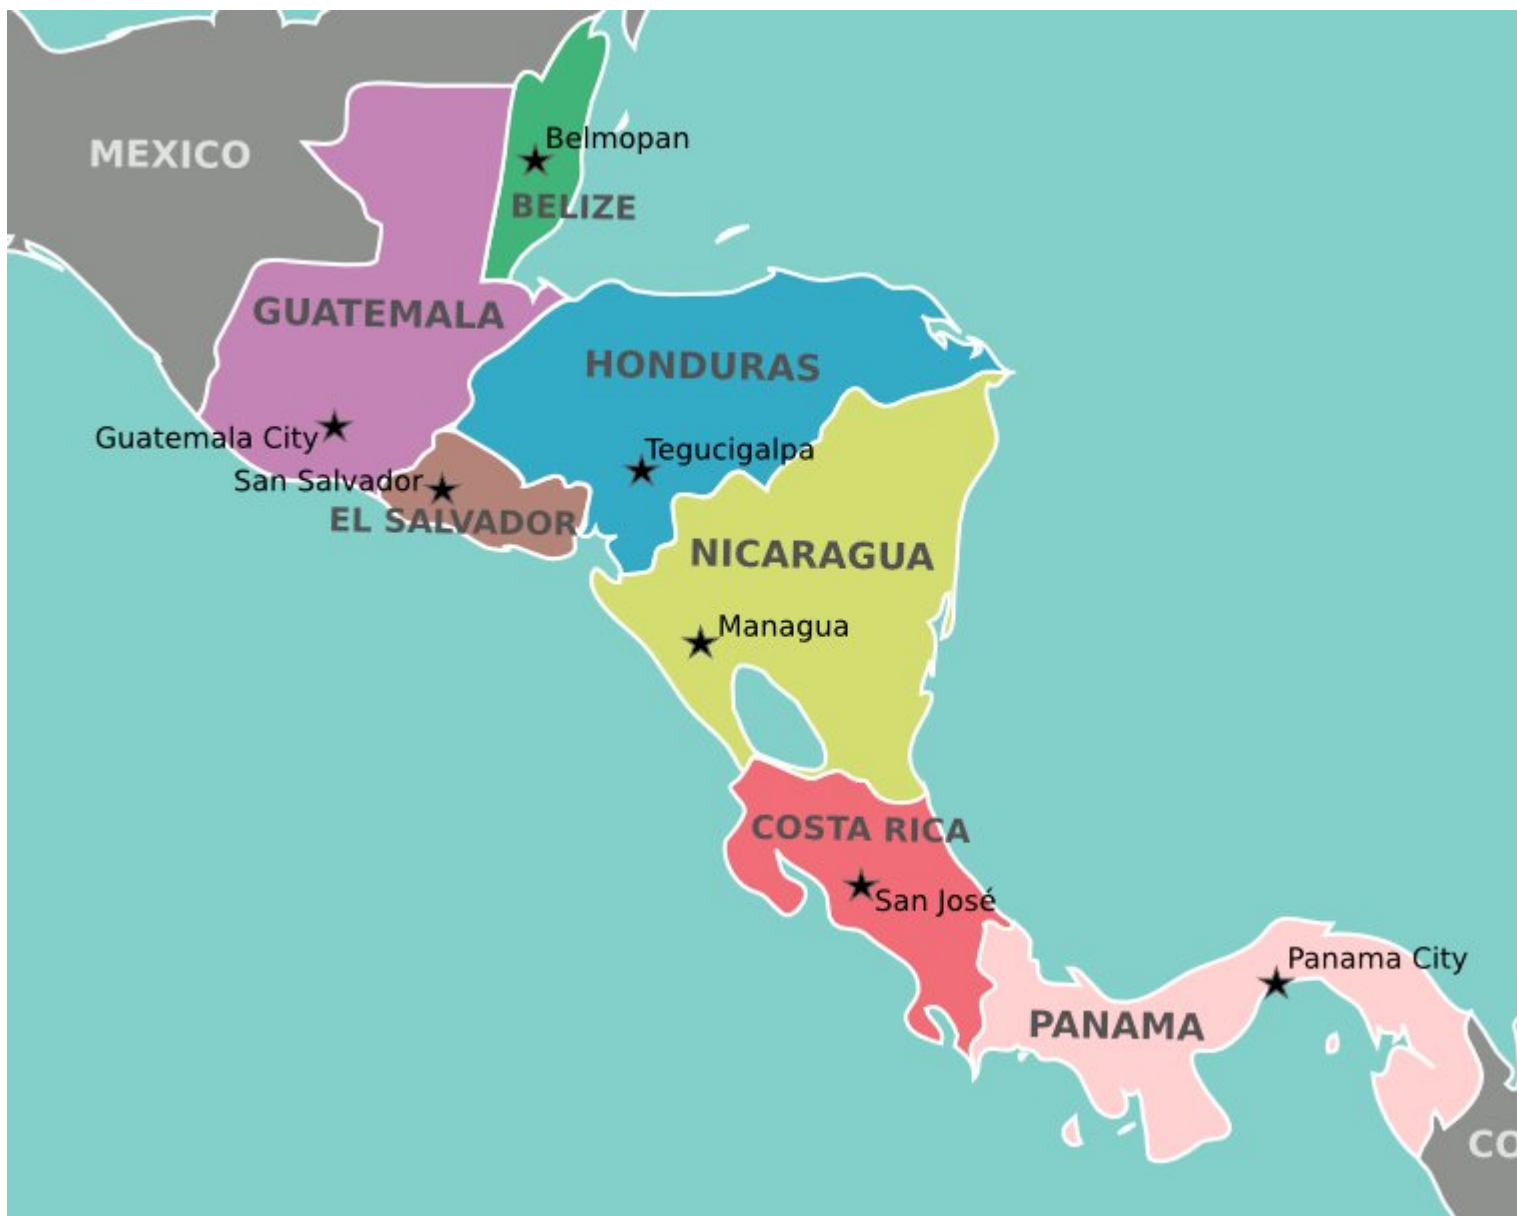 Belmopan
MEXICO
BELIZE
GUATEMALA
HONDURAS
Guatemala City
Tegucigalpa
San Salvador
EL SALVADOR
NICARAGUA
Managua
COSTA RICA
San José
Panama City
PANAMA
CO